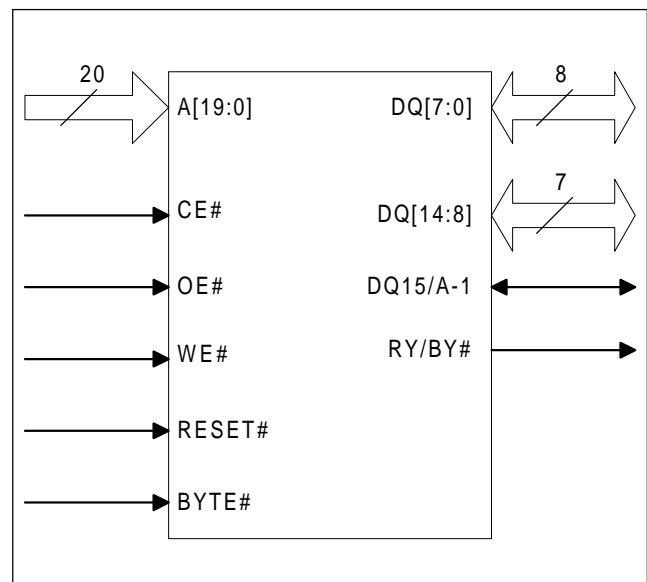 20
8
A[19:0]
DQ[7:0]
7
CE#
DQ[14:8]
OE#
DQ15/A-1
WE#
RY/BY#
RESET#
BYTE#